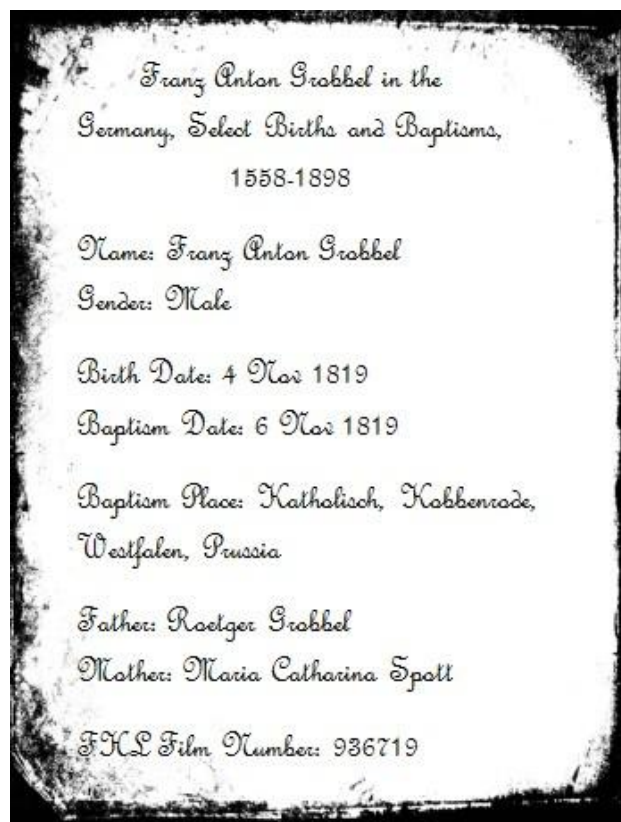 Franz Anton Grobbel in the
Germany, Select Births and Baptisms,
1558-1898
Name: Franz Anton Grobbel
Gender: Male
Birth Date: 4 Nov 1819
Baptism Date: 6 Nov 1819
Baptism Place: Katholisch, Kobbenrode,
Westfalen, Prussia
Father: Roetger Grobbel
Mother: Maria Catharina Spott
FHL Film Number: 936719